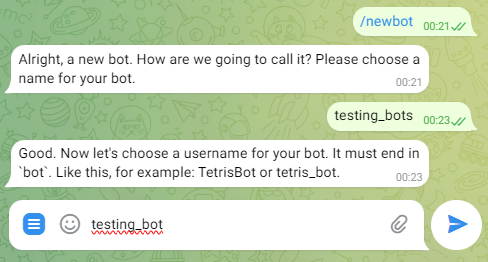 /newbot
00:21
Alright, a new bot. How are we going to call it? Please choose a
name for your bot.
00:21
testing_bots
00:23
Good. Now let's choose a username for your bot. It must end in
`bot`. Like this, for example: TetrisBot or tetris_bot.
00:23
testing_bot